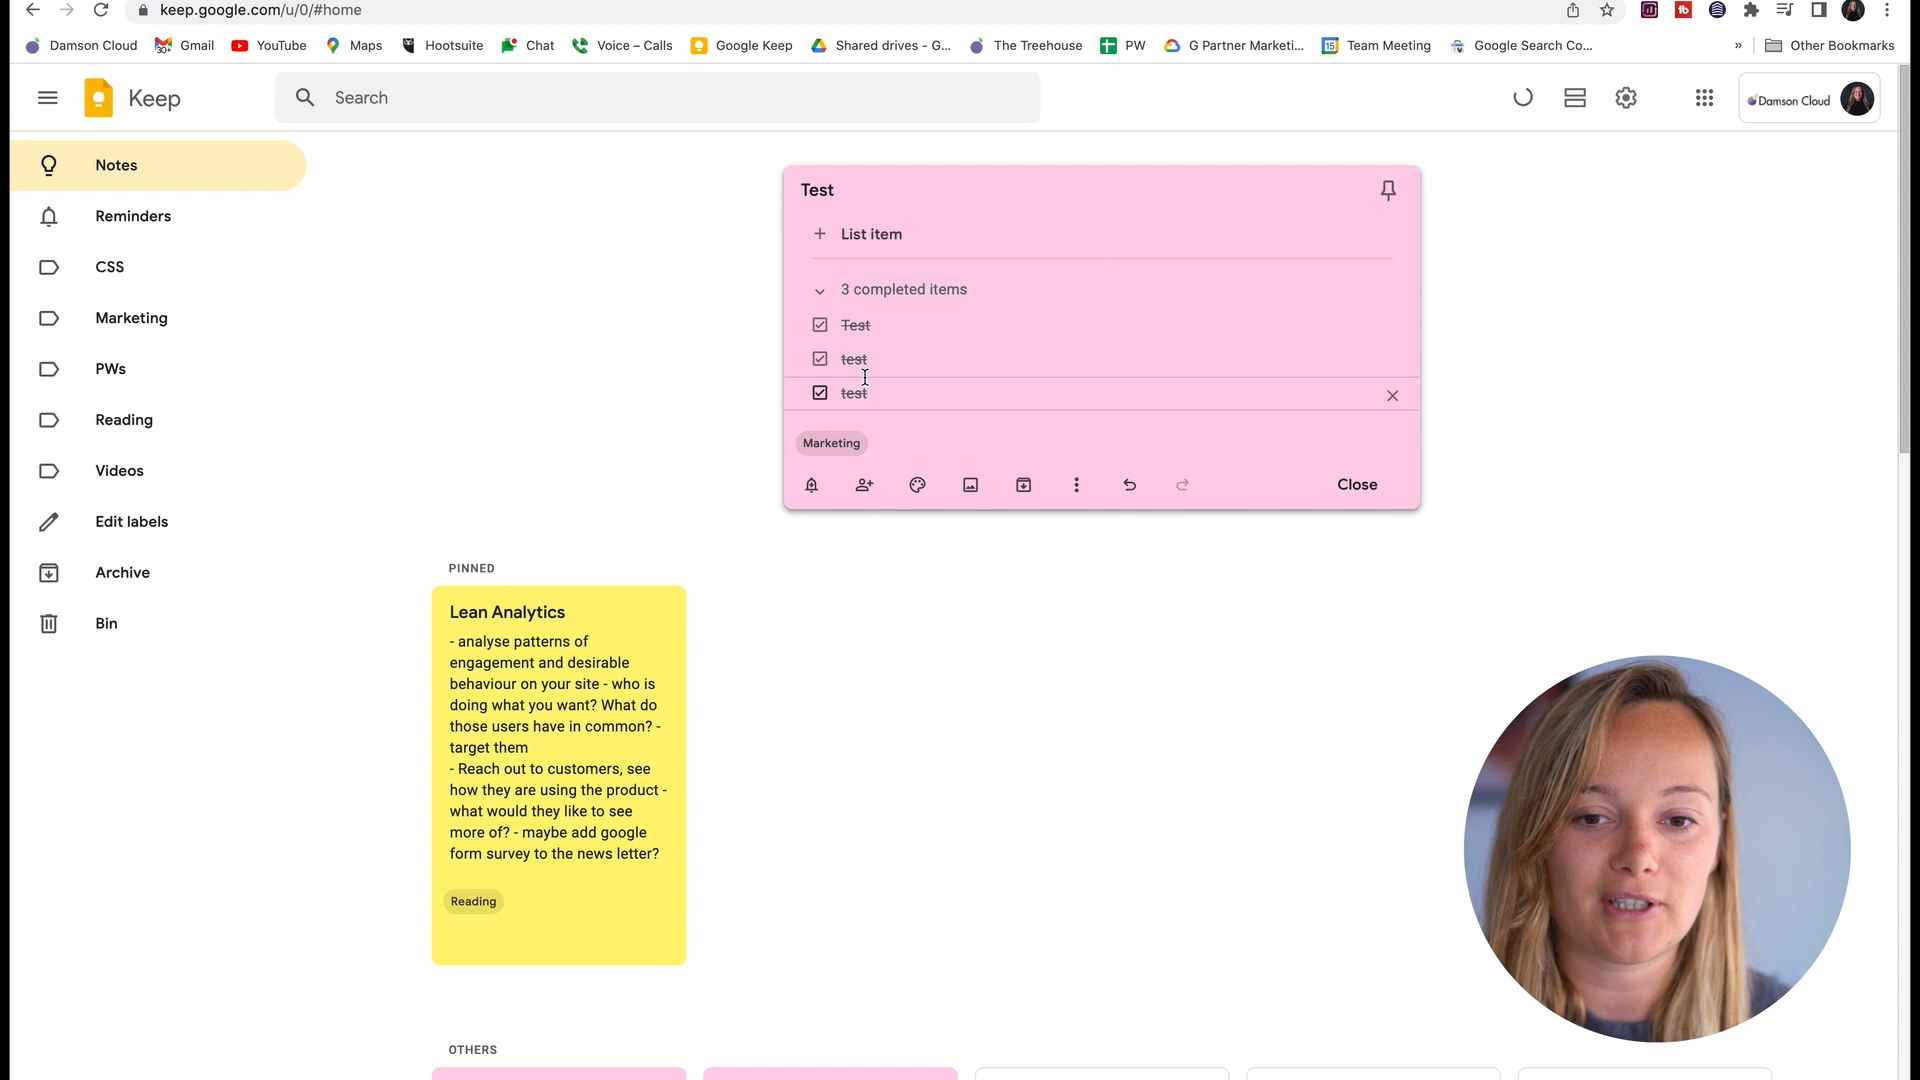 keep.google.com/u/0/#home
Damson Cloud
Gmail
YouTube
Maps
Hootsuite
Chat
Voice – Calls
Google Keep
Shared drives - G...
The Treehouse
PW
G Partner Marketi...
Team Meeting
Google Search Co...
»
Other Bookmarks
Keep
Search
Damson Cloud
Notes
Reminders
CSS
Marketing
PWs
Reading
Videos
Edit labels
Archive
Bin
Test
+ List item
3 completed items
Test
test
test
Marketing
Close
PINNED
Lean Analytics
- analyse patterns of
engagement and desirable
behaviour on your site - who is
doing what you want? What do
those users have in common? -
target them
- Reach out to customers, see
how they are using the product -
what would they like to see
more of? - maybe add google
form survey to the news letter?
Reading
OTHERS